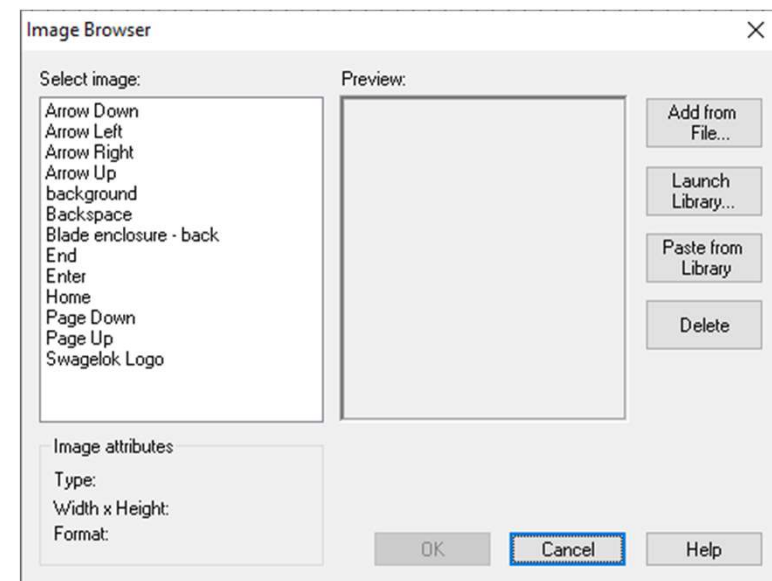 Image Browser
Select image:
Preview:
Arrow Down
Arrow Left
Arrow Right
Arrow Up
background
Backspace
Blade enclosure - back
End
Enter
Home
Page Down
Page Up
Swagelok Logo
Add from
File...
Launch
Library...
Paste from
Library
Delete
Image attributes
Type:
Width x Height:
Format:
OK
Cancel
Help